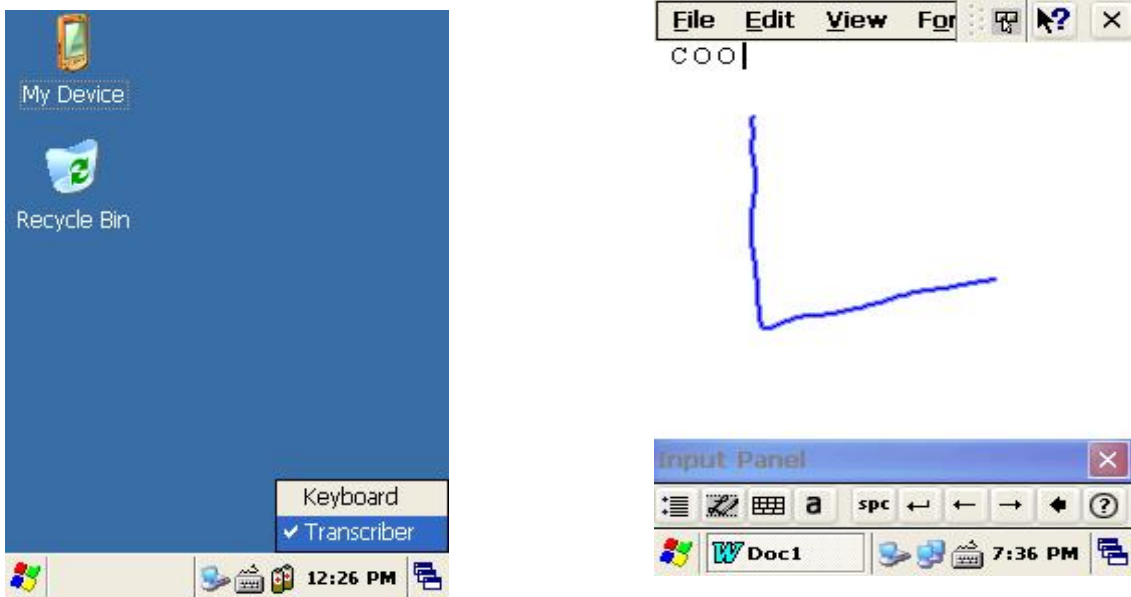 My Device
Recycle Bin
Keyboard
Transcriber
12:26 PM
File Edit View For
coo
L
Input Panel
a spc
Doc1 7:36 PM